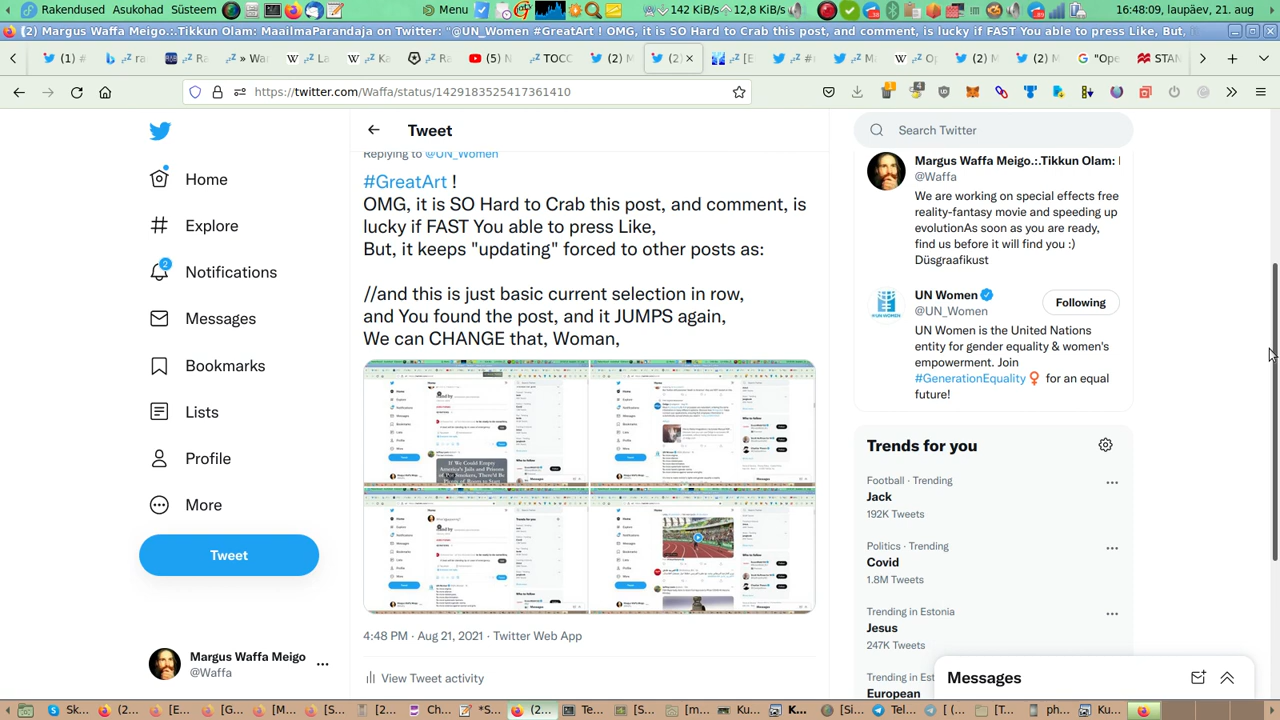 Rakendused Asukohad Süsteem
Menu
142 KiB/s 12,8 KiB/s
16:48:09, laupäev, 21. a
(2) Margus Waffa Meigo.:.Tikkun Olam: MaailmaParandaja on Twitter: "@UN_Women #GreatArt ! OMG, it is SO Hard to Crab this post, and comment, is lucky if FAST You able to press Like, But, i
https://twitter.com/Waffa/status/1429183525417361410
Home
Explore
Notifications
2
Messages
Bookmarks
Lists
Profile
More
Tweet
Margus Waffa Meigo
@Waffa
Tweet
Replying to @UN_Women
#GreatArt !
OMG, it is SO Hard to Crab this post, and comment, is
lucky if FAST You able to press Like,
But, it keeps "updating" forced to other posts as:
//and this is just basic current selection in row,
and You found the post, and it JUMPS again,
We can CHANGE that, Woman,
4:48 PM · Aug 21, 2021 · Twitter Web App
View Tweet activity
Search Twitter
Margus Waffa Meigo.:.Tikkun Olam:
@Waffa
We are working on special effects free
reality-fantasy movie and speeding up
evolutionAs soon as you are ready,
find us before it will find you :)
Düsgraafikust
UN Women
@UN_Women
Following
UN Women is the United Nations
entity for gender equality & women's
empowerment. Join
#GenerationEquality ♀ for an equal
future!
Trends for you
Football · Trending
Jack
192K Tweets
Politics · Trending
Covid
1.8M Tweets
Trending in Estonia
Jesus
247K Tweets
Trending in Est
European
Messages